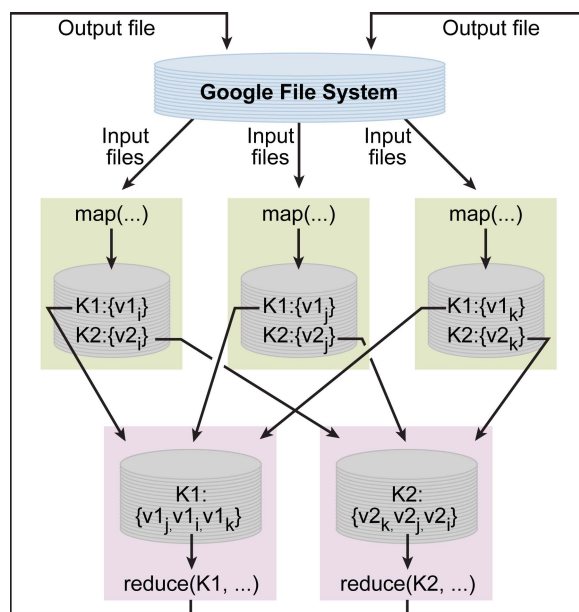 Output file
Output file
Google File System
Input files
Input files
Input files
map(...)
map(...)
map(...)
K1:{v1i}
K2:{v2i}
K1:{v1j}
K2:{v2j}
K1:{v1k}
K2:{v2k}
K1:
{v1j,v1i,v1k}
K2:
{v2k,v2j,v2i}
reduce(K1, ...)
reduce(K2, ...)